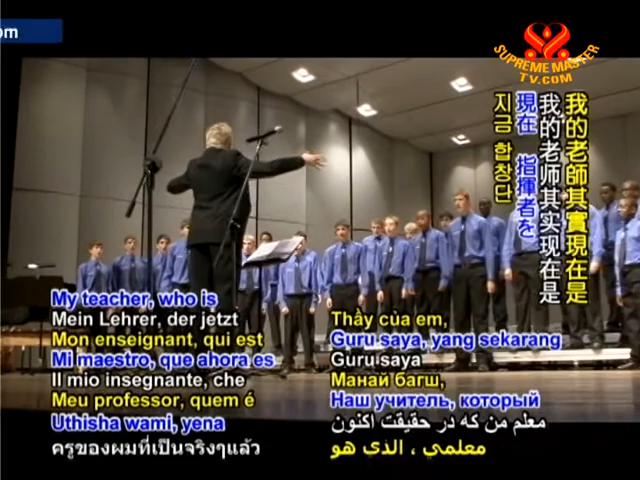 om
SUPREME MASTER
TV.COM
我的老師其實現在是
我的老师其实现在是
現在 指揮者を
지금 합창단
My teacher, who is
Mein Lehrer, der jetzt
Mon enseignant, qui est
Mi maestro, que ahora es
Il mio insegnante, che
Meu professor, quem é
Uthisha wami, yena
ครูของผมที่เป็นจริงๆแล้ว
Thầy của em,
Guru saya, yang sekarang
Guru saya
Манай багш,
Наш учитель, который
معلم من که در حقیقت اکنون
معلمي ، الذي هو